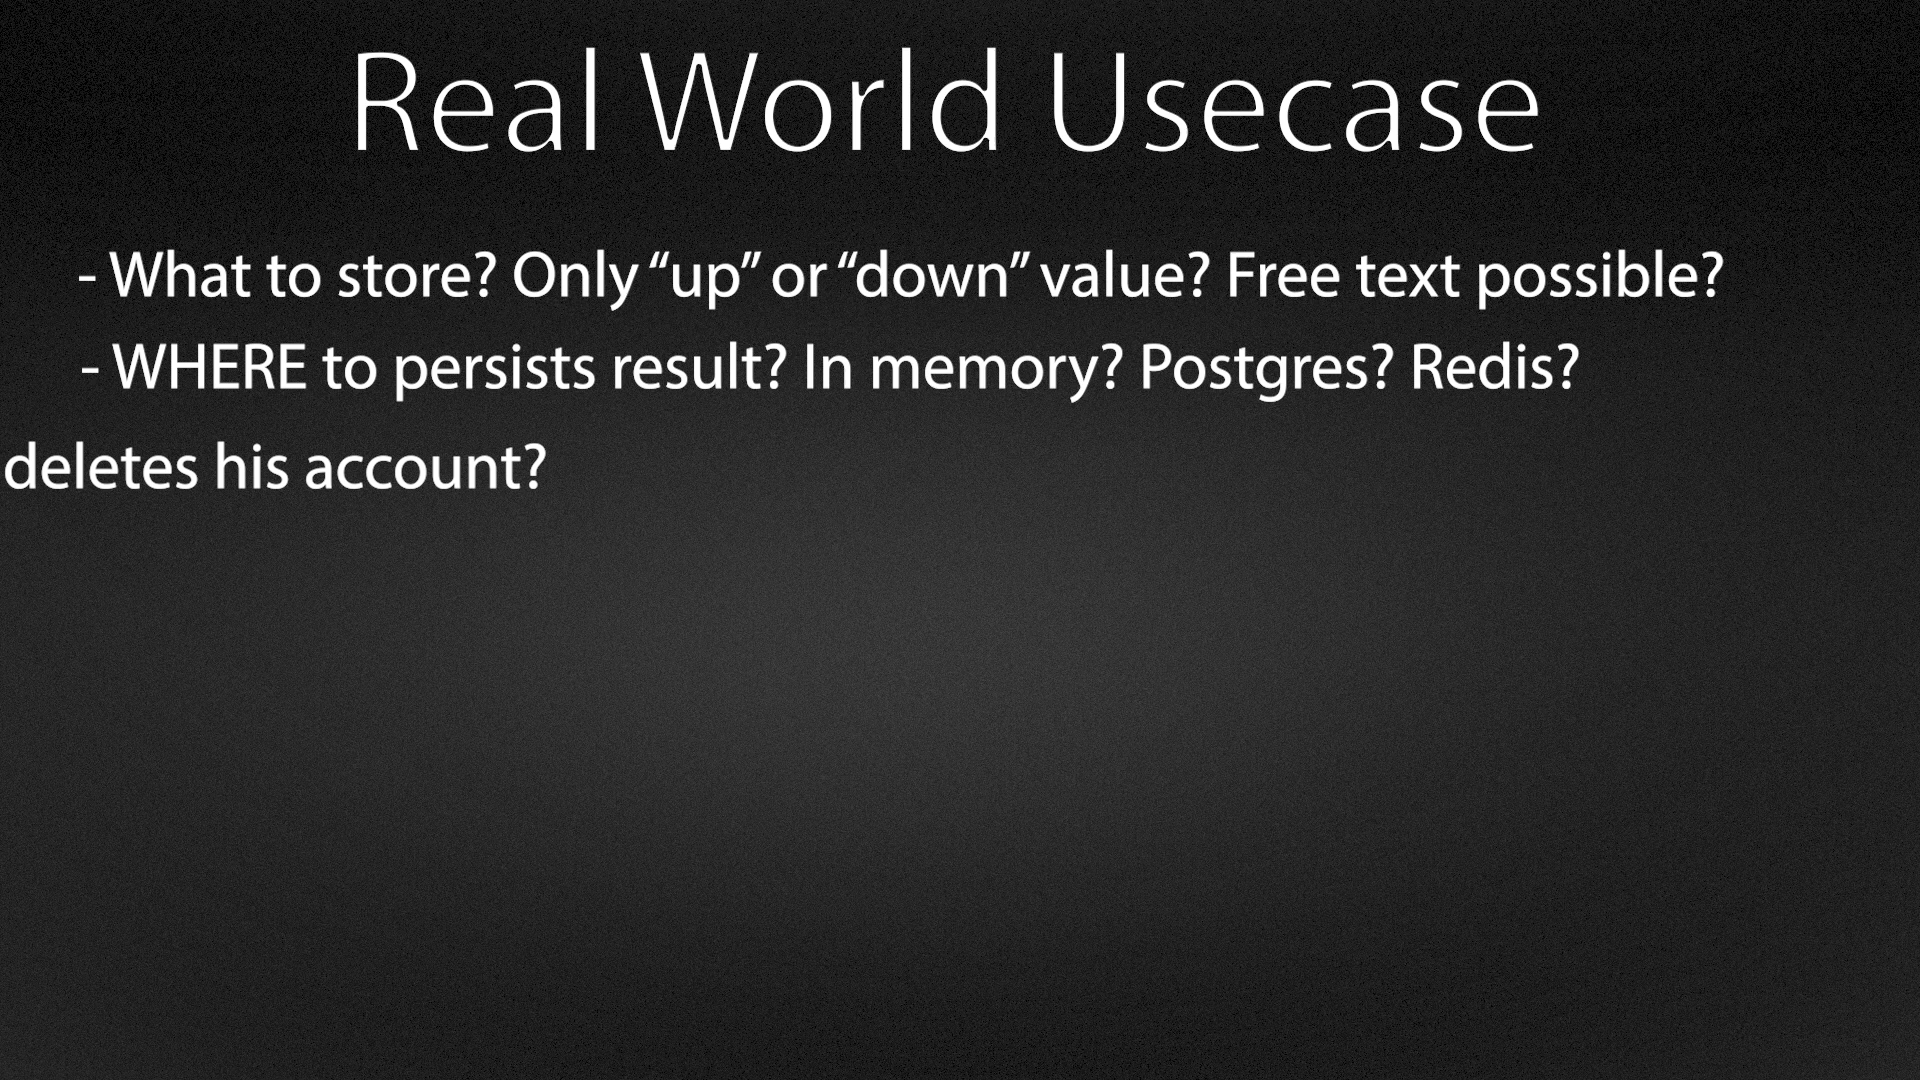 Real World Usecase
- What to store? Only “up” or “down” value? Free text possible?
- WHERE to persists result? In memory? Postgres? Redis?
deletes his account?